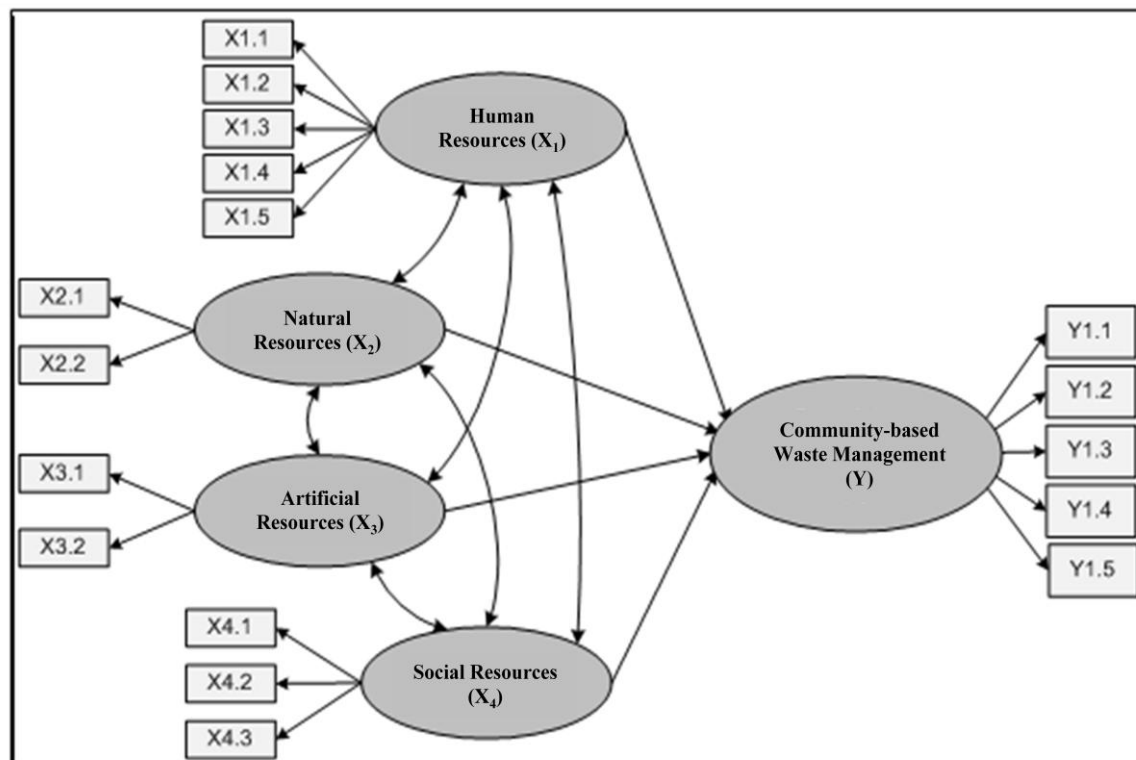 X1.1
X1.2
X1.3
X1.4
X1.5
Human
Resources (X₁)
X2.1
X2.2
Natural
Resources (X₂)
X3.1
X3.2
Artificial
Resources (X₃)
X4.1
X4.2
X4.3
Social Resources
(X₄)
Community-based
Waste Management
(Y)
Y1.1
Y1.2
Y1.3
Y1.4
Y1.5